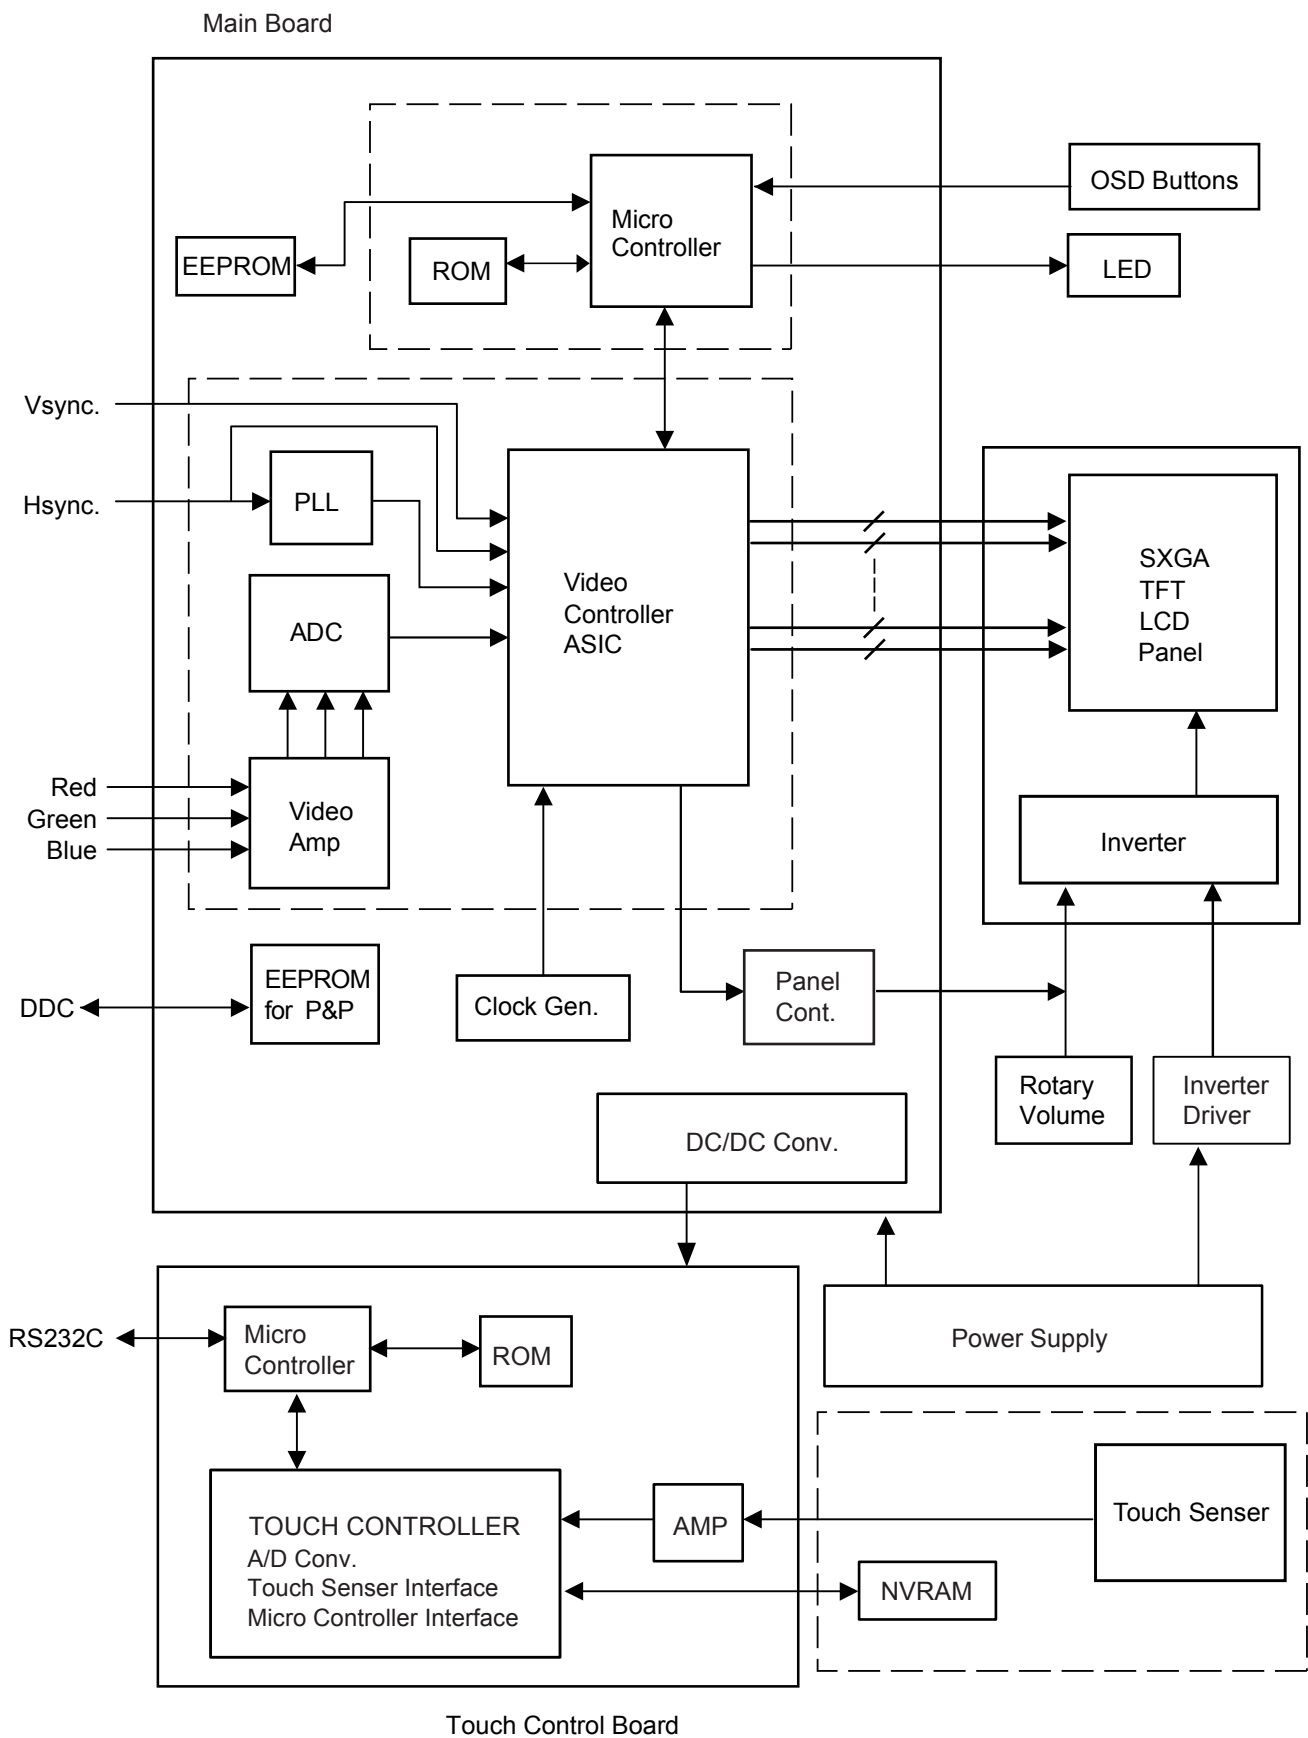 Main Board
OSD Buttons
Micro
Controller
EEPROM
ROM
LED
Vsync.
Hsync.
PLL
SXGA
TFT
LCD
Panel
Video
Controller
ASIC
ADC
Red
Green
Blue
Video
Amp
Inverter
EEPROM
for P&P
DDC
Clock Gen.
Panel
Cont.
Rotary
Volume
Inverter
Driver
DC/DC Conv.
RS232C
Micro
Controller
ROM
Power Supply
TOUCH CONTROLLER
A/D Conv.
Touch Senser Interface
Micro Controller Interface
AMP
Touch Senser
NVRAM
Touch Control Board